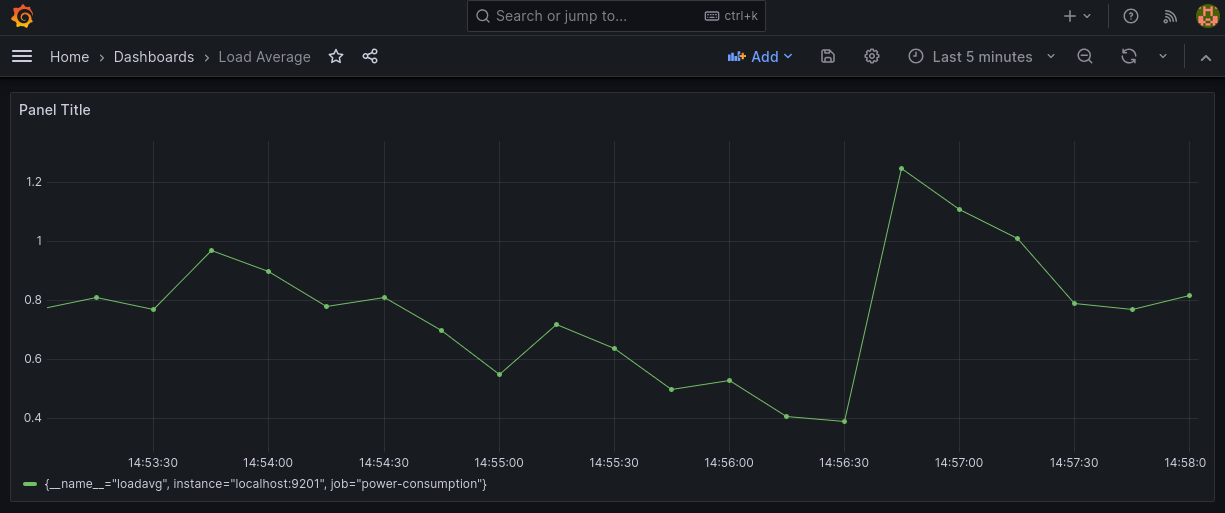 Search or jump to... ctrl+k
Home › Dashboards › Load Average Add Last 5 minutes
Panel Title
1.2
1
0.8
0.6
0.4
14:53:30 14:54:00 14:54:30 14:55:00 14:55:30 14:56:00 14:56:30 14:57:00 14:57:30 14:58:0
{__name__="loadavg", instance="localhost:9201", job="power-consumption"}